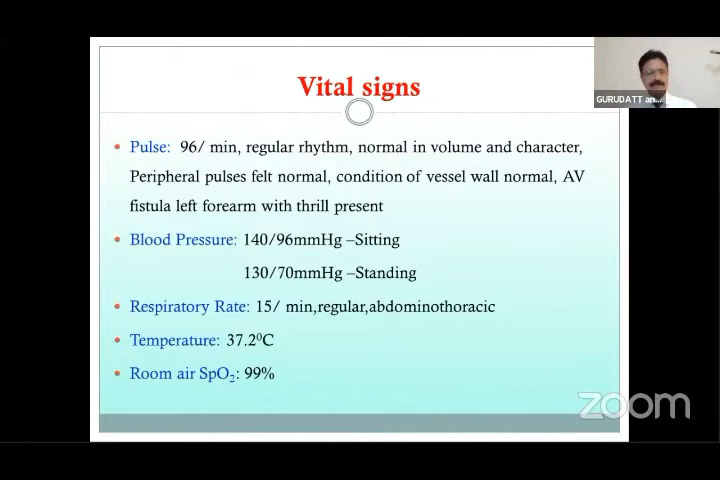 Vital signs
GURUDATT an...
• Pulse: 96/ min, regular rhythm, normal in volume and character,
Peripheral pulses felt normal, condition of vessel wall normal, AV
fistula left forearm with thrill present
• Blood Pressure: 140/96mmHg –Sitting
130/70mmHg –Standing
• Respiratory Rate: 15/ min,regular,abdominothoracic
• Temperature: 37.2⁰C
• Room air SpO₂: 99%
zoom